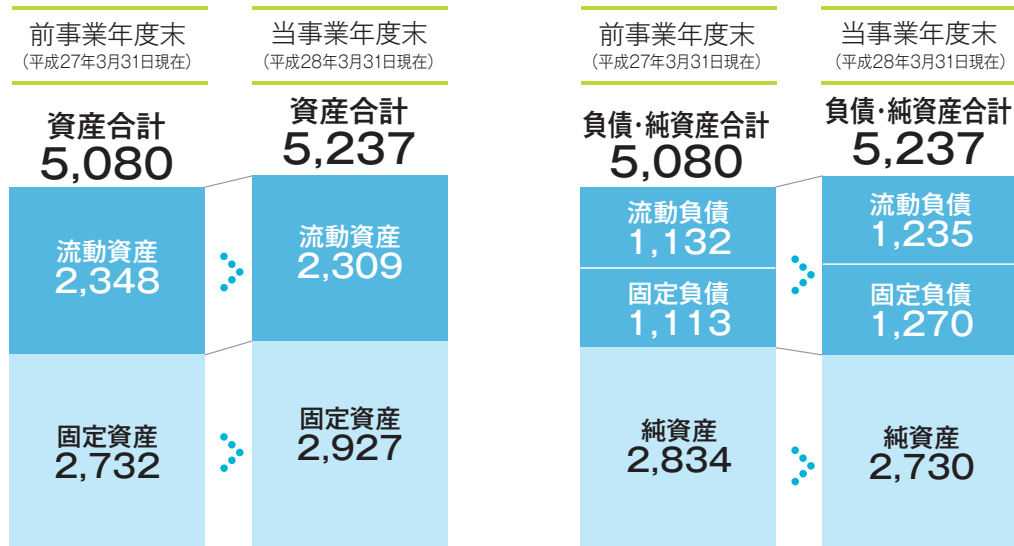 前事業年度末
（平成27年3月31日現在）
資産合計
5,080
流動資産
2,348
固定資産
2,732
当事業年度末
（平成28年3月31日現在）
資産合計
5,237
流動資産
2,309
固定資産
2,927
前事業年度末
（平成27年3月31日現在）
負債・純資産合計
5,080
流動負債
1,132
固定負債
1,113
純資産
2,834
当事業年度末
（平成28年3月31日現在）
負債・純資産合計
5,237
流動負債
1,235
固定負債
1,270
純資産
2,730